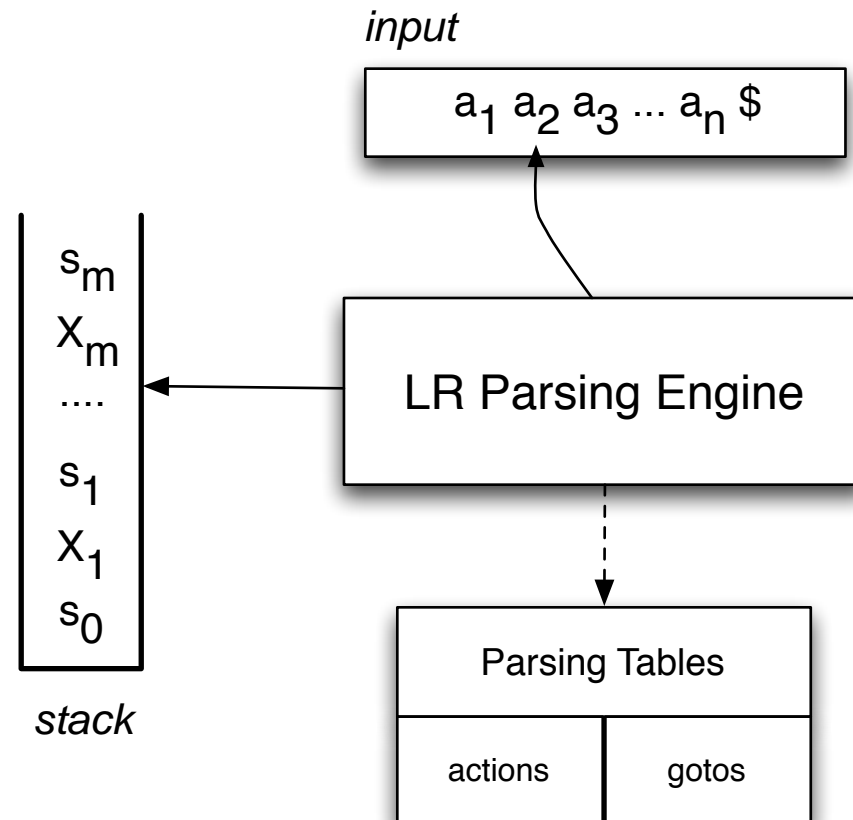 input
a1 a2 a3 ... an $
sm
Xm
....
s1
X1
s0
stack
LR Parsing Engine
Parsing Tables
actions gotos